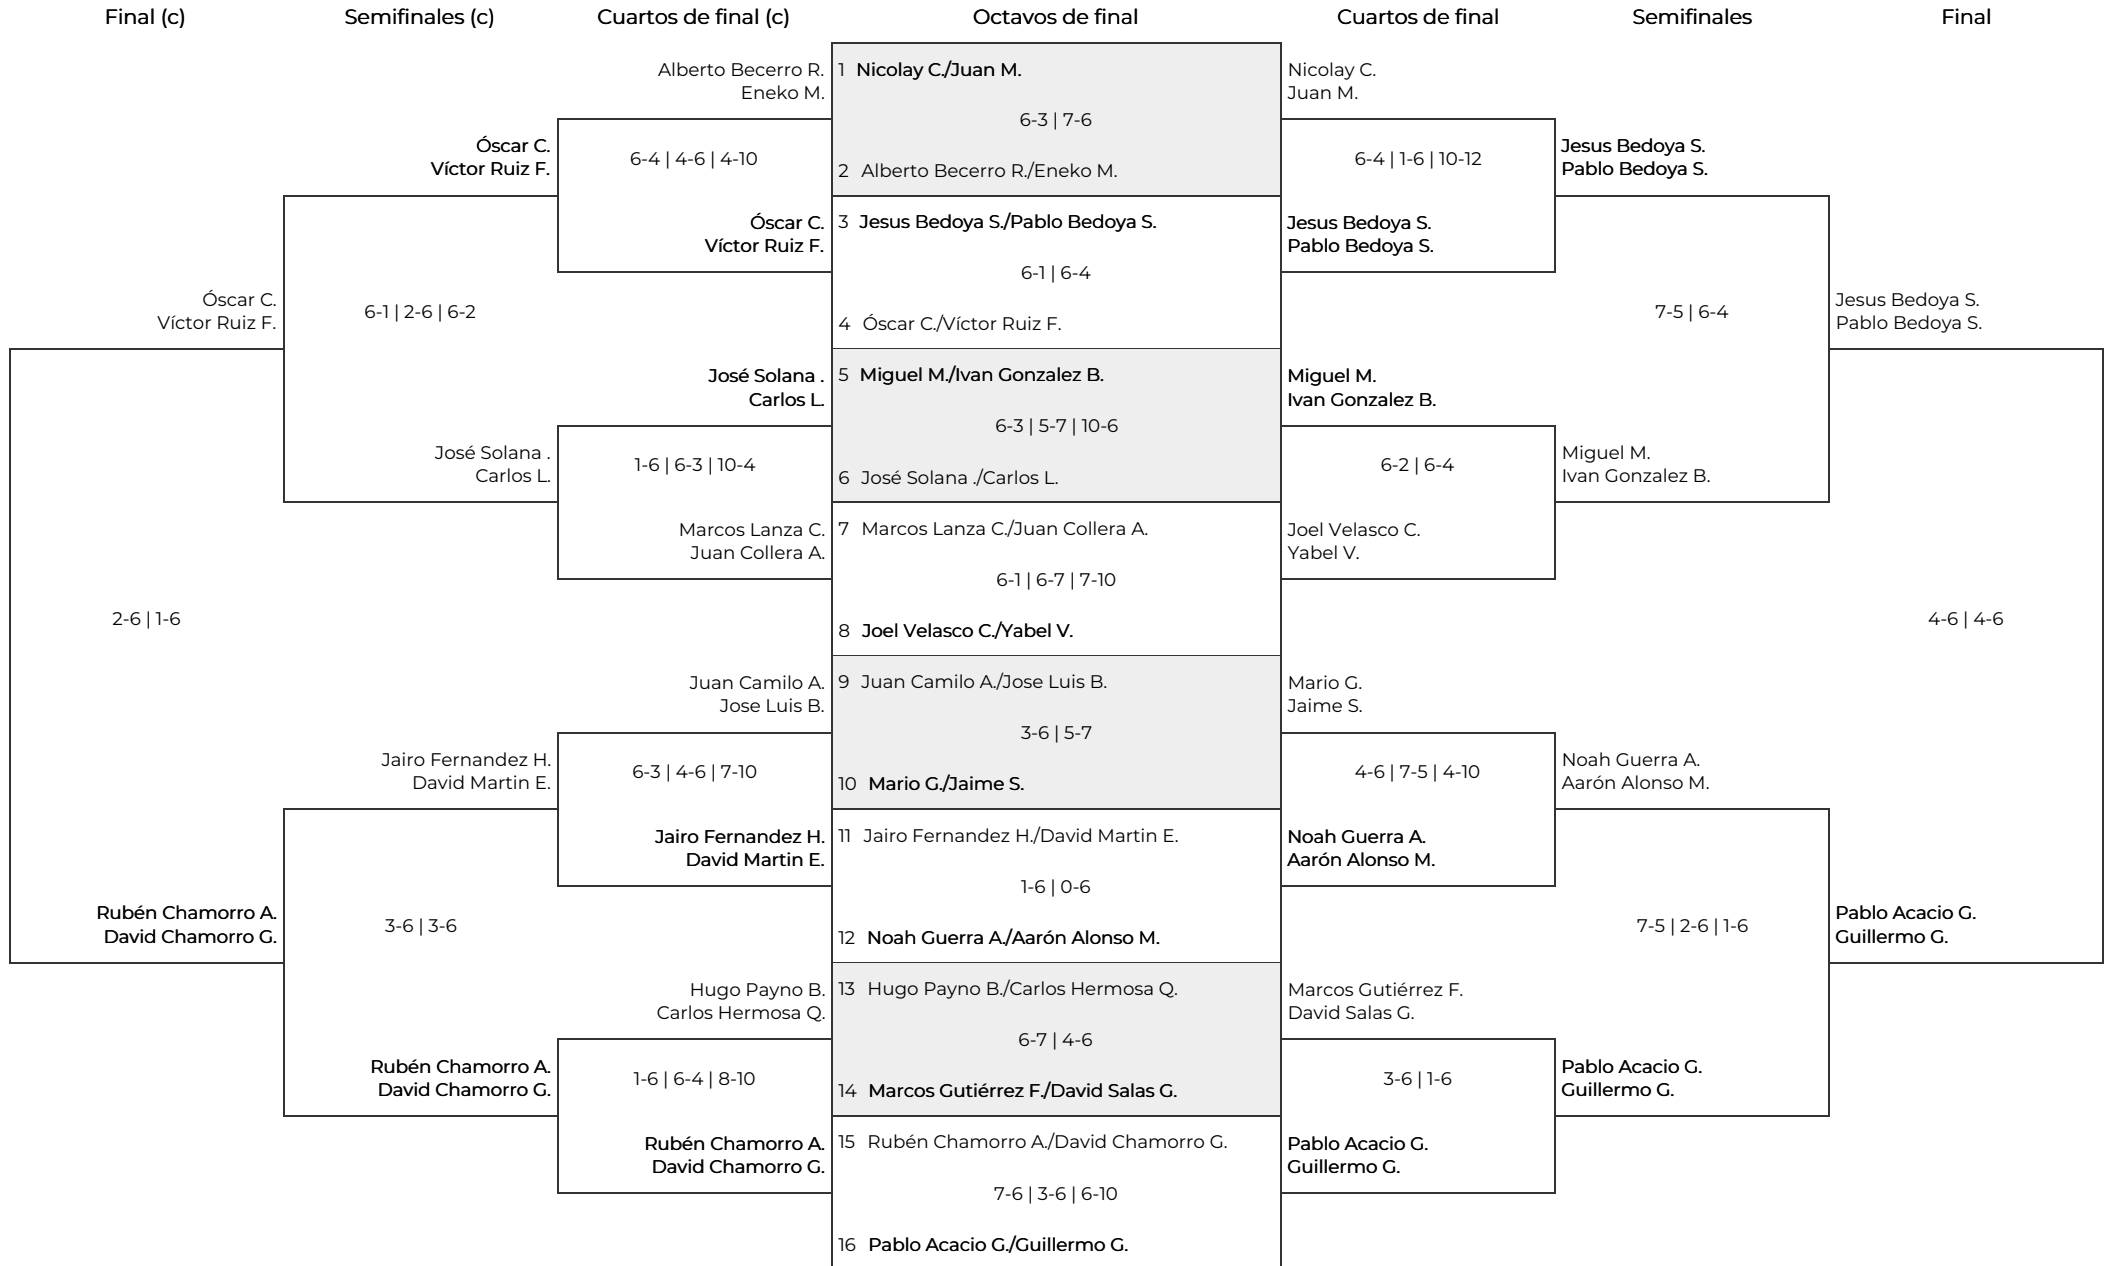 Final (c) Semifinales (c) Cuartos de final (c) Octavos de final Cuartos de final Semifinales Final
Alberto Becerro R. 1 Nicolay C./Juan M. Nicolay C.
Eneko M. Juan M.
6-3 | 7-6
Óscar C. Jesus Bedoya S.
Víctor Ruiz F. 6-4 | 4-6 | 4-10 6-4 | 1-6 | 10-12 Pablo Bedoya S.
2 Alberto Becerro R./Eneko M.
Óscar C. 3 Jesus Bedoya S./Pablo Bedoya S. Jesus Bedoya S.
Víctor Ruiz F. Pablo Bedoya S.
6-1 | 6-4
Óscar C. 6-1 | 2-6 | 6-2 7-5 | 6-4 Jesus Bedoya S.
Víctor Ruiz F. 4 Óscar C./Víctor Ruiz F. Pablo Bedoya S.
José Solana . 5 Miguel M./Ivan Gonzalez B. Miguel M.
Carlos L. Ivan Gonzalez B.
6-3 | 5-7 | 10-6
José Solana . 1-6 | 6-3 | 10-4 6-2 | 6-4 Miguel M.
Carlos L. 6 José Solana ./Carlos L. Ivan Gonzalez B.
Marcos Lanza C. 7 Marcos Lanza C./Juan Collera A. Joel Velasco C.
Juan Collera A. Yabel V.
6-1 | 6-7 | 7-10
2-6 | 1-6 4-6 | 4-6
8 Joel Velasco C./Yabel V.
Juan Camilo A. 9 Juan Camilo A./Jose Luis B. Mario G.
Jose Luis B. Jaime S.
3-6 | 5-7
Jairo Fernandez H. 6-3 | 4-6 | 7-10 4-6 | 7-5 | 4-10 Noah Guerra A.
David Martin E. 10 Mario G./Jaime S. Aarón Alonso M.
Jairo Fernandez H. 11 Jairo Fernandez H./David Martin E. Noah Guerra A.
David Martin E. Aarón Alonso M.
1-6 | 0-6
Rubén Chamorro A. 3-6 | 3-6 7-5 | 2-6 | 1-6 Pablo Acacio G.
David Chamorro G. 12 Noah Guerra A./Aarón Alonso M. Guillermo G.
Hugo Payno B. 13 Hugo Payno B./Carlos Hermosa Q. Marcos Gutiérrez F.
Carlos Hermosa Q. David Salas G.
6-7 | 4-6
Rubén Chamorro A. 1-6 | 6-4 | 8-10 3-6 | 1-6 Pablo Acacio G.
David Chamorro G. 14 Marcos Gutiérrez F./David Salas G. Guillermo G.
Rubén Chamorro A. 15 Rubén Chamorro A./David Chamorro G. Pablo Acacio G.
David Chamorro G. Guillermo G.
7-6 | 3-6 | 6-10
16 Pablo Acacio G./Guillermo G.